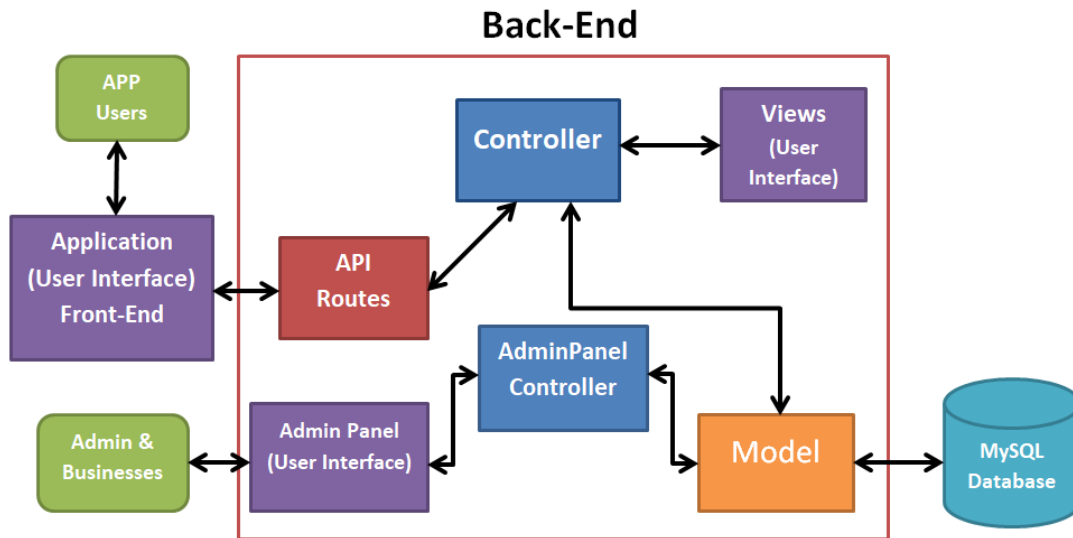 Back-End
APP
Users
Controller
Views
(User
Interface)
Application
(User Interface)
Front-End
API
Routes
AdminPanel
Controller
Admin &
Businesses
Admin Panel
(User Interface)
Model
MySQL
Database